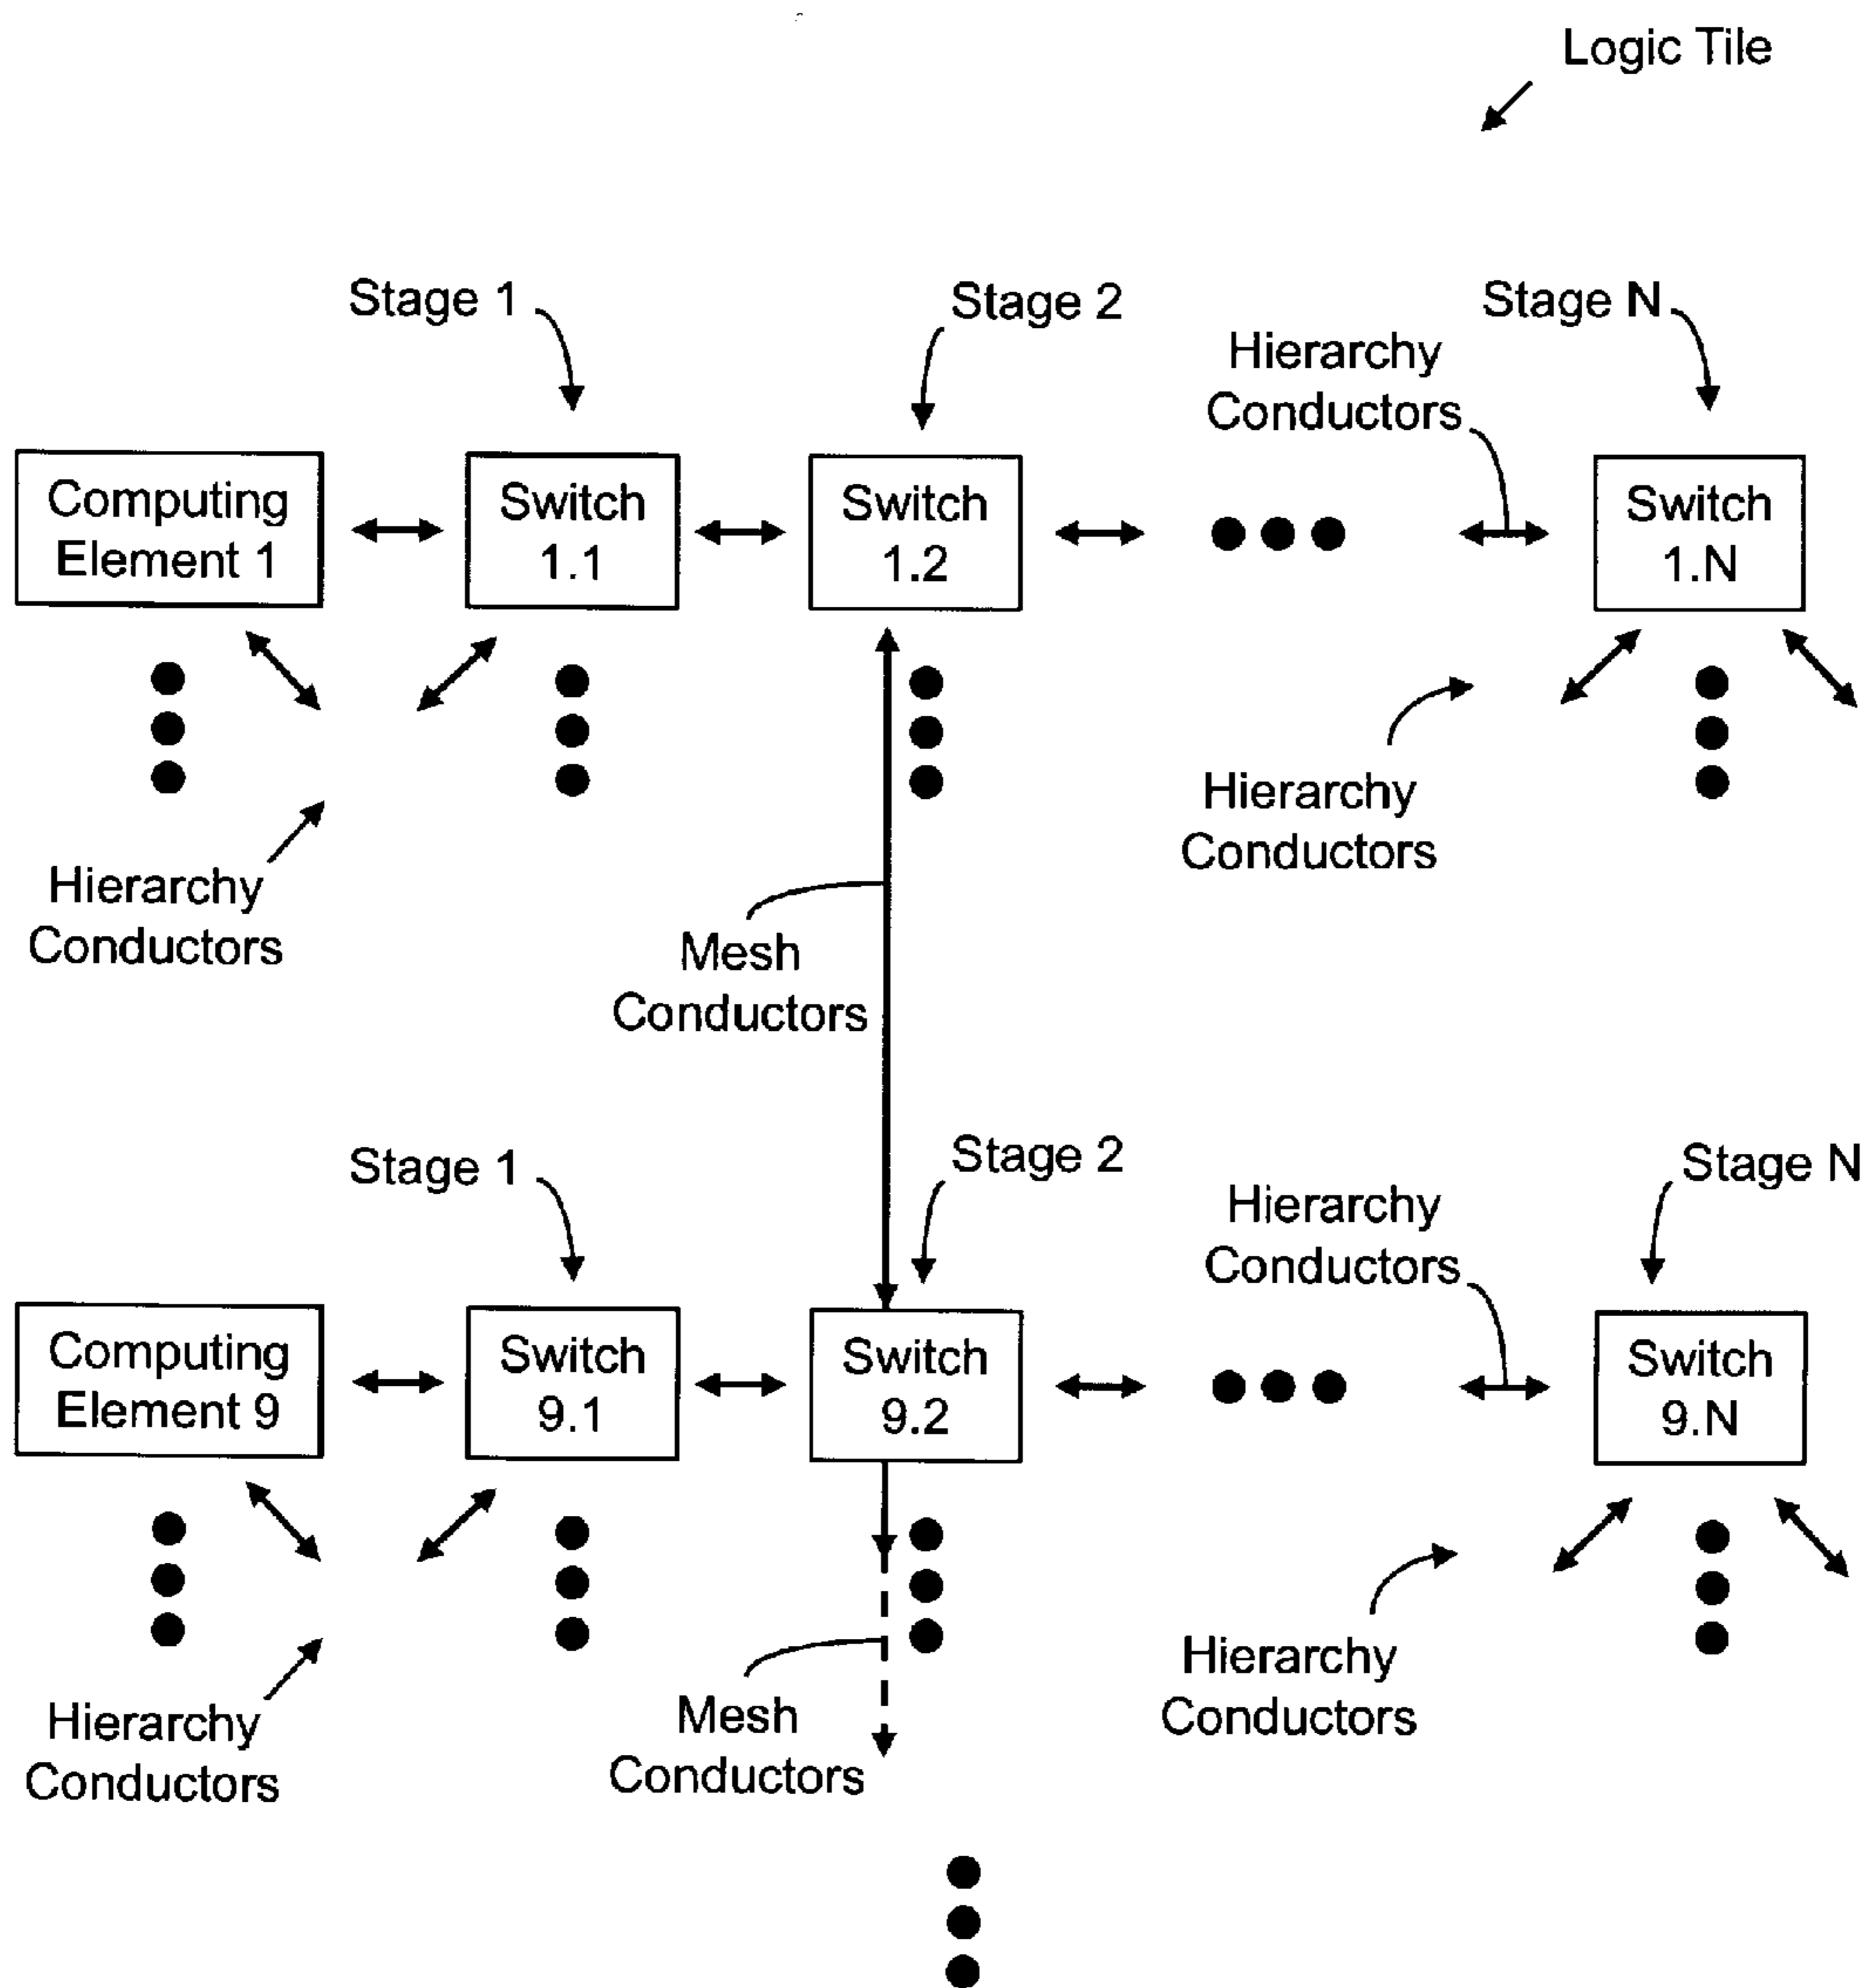 Logic Tile
Stage 1
Stage 2
Stage N
Hierarchy
Conductors
Computing
Element 1
Switch
1.1
Switch
1.2
Switch
1.N
Hierarchy
Conductors
Hierarchy
Conductors
Mesh
Conductors
Stage 1
Stage 2
Stage N
Hierarchy
Conductors
Computing
Element 9
Switch
9.1
Switch
9.2
Switch
9.N
Hierarchy
Conductors
Mesh
Conductors
Hierarchy
Conductors